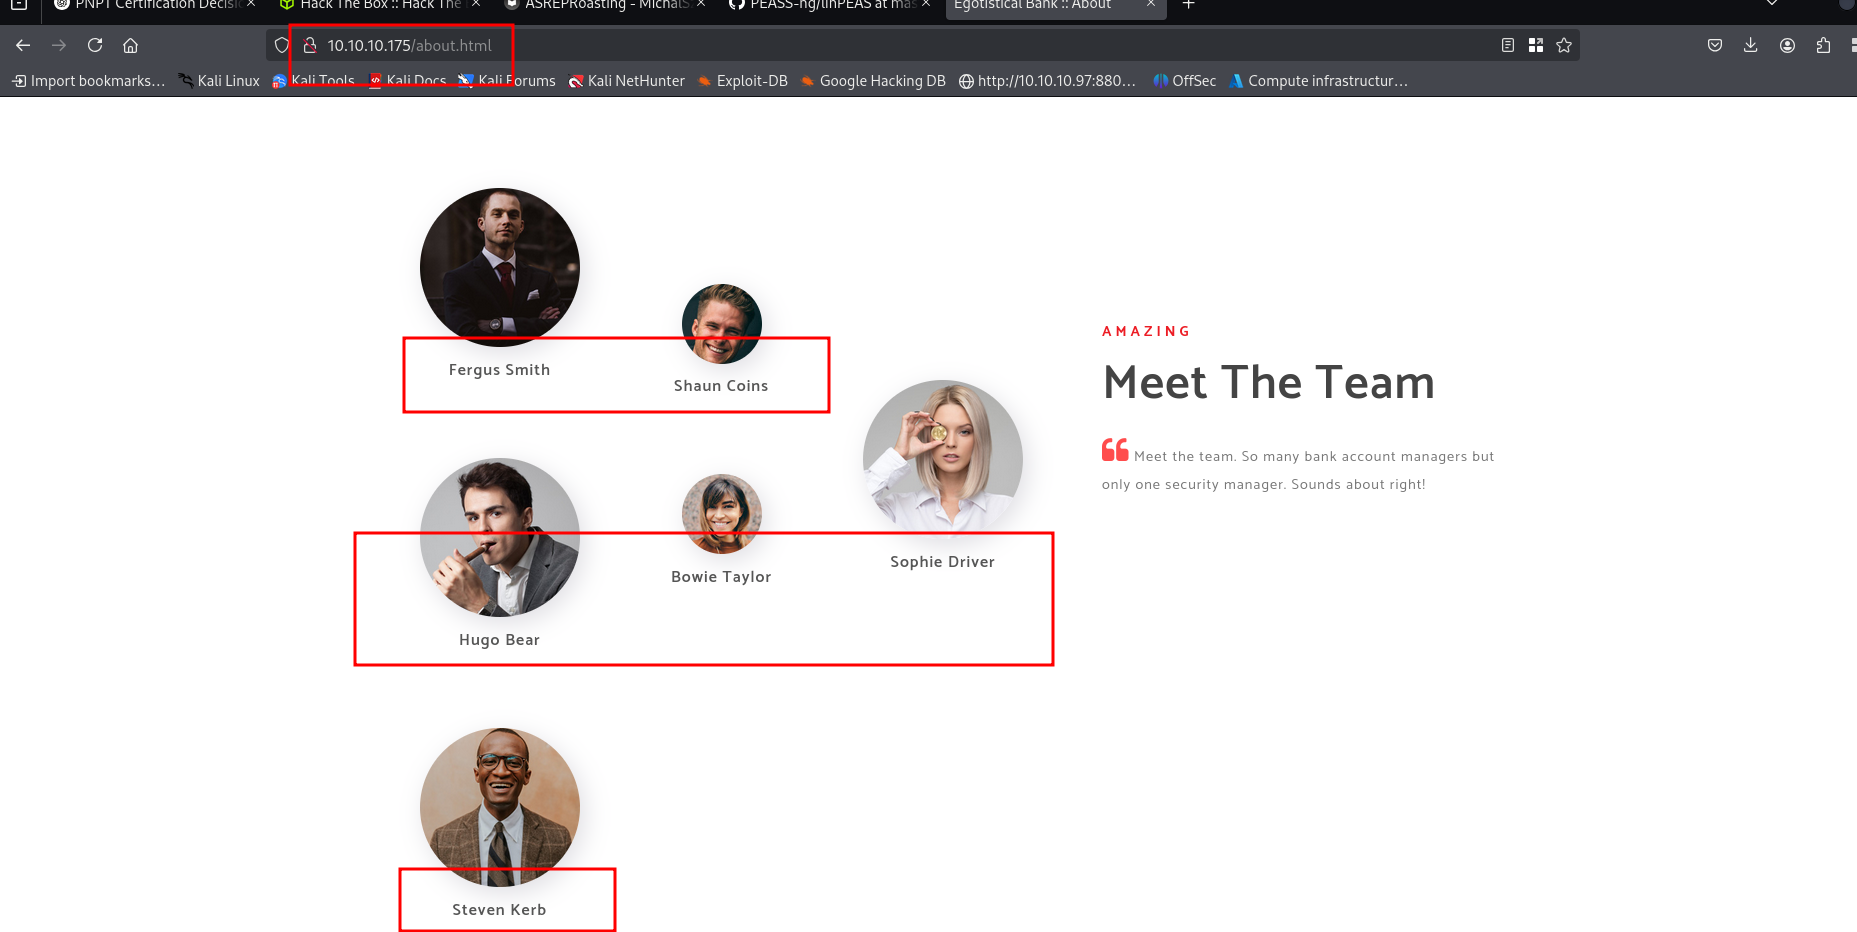 PNPT Certification Decisi
Hack The Box :: Hack The
ASREPRoasting - MichalS
PEASS-ng/linPEAS at mas
Egotistical Bank :: About
10.10.10.175/about.html
Import bookmarks…
Kali Linux
Kali Tools
Kali Docs
Kali Forums
Kali NetHunter
Exploit-DB
Google Hacking DB
http://10.10.10.97:880…
OffSec
Compute infrastructur…
Fergus Smith
Shaun Coins
Sophie Driver
Bowie Taylor
Hugo Bear
Steven Kerb
AMAZING
Meet The Team
Meet the team. So many bank account managers but
only one security manager. Sounds about right!